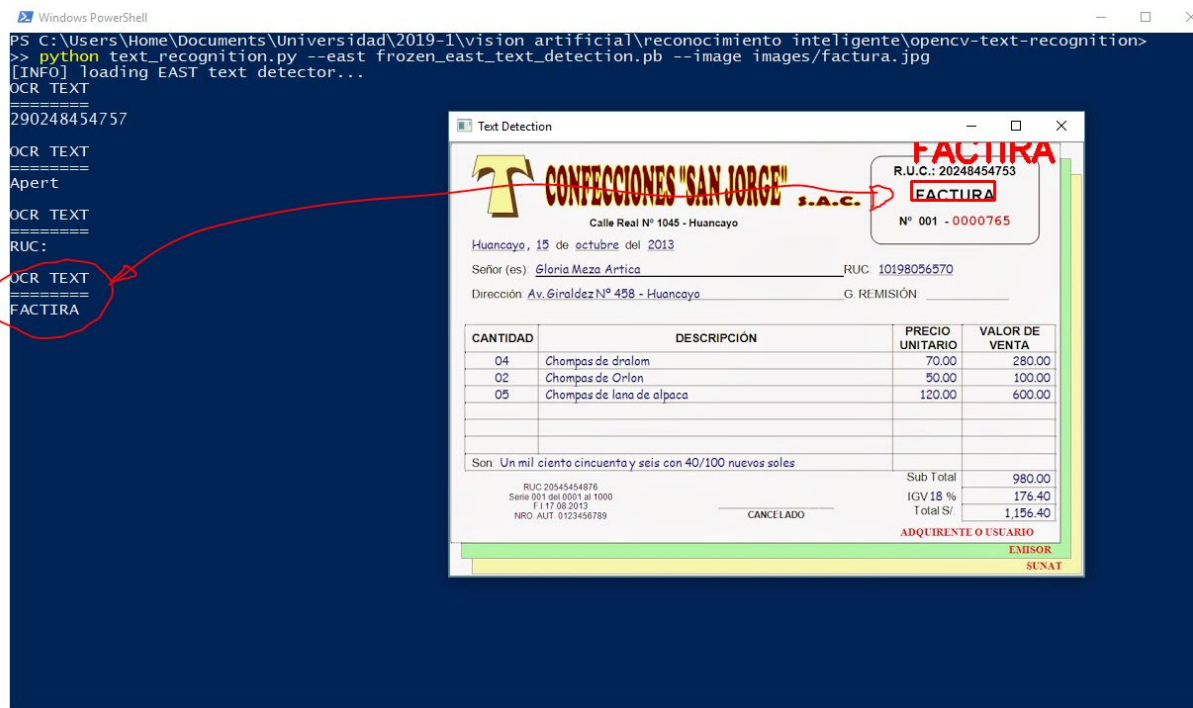 Windows PowerShell
PS C:\Users\Home\Documents\Universidad\2019-1\vision artificial\reconocimiento inteligente\opencv-text-recognition>
>> python text_recognition.py --east frozen_east_text_detection.pb --image images/factura.jpg
[INFO] loading EAST text detector...
OCR TEXT
========
290248454757
OCR TEXT
========
Apert
OCR TEXT
========
RUC:
OCR TEXT
========
FACTIRA
Text Detection
FACTIRA
T CONFECCIONES "SAN JORGE" S.A.C.
Calle Real Nº 1045 - Huancayo
R.U.C.: 20248454753
FACTURA
Nº 001 - 0000765
Huancayo, 15 de octubre del 2013
Señor (es): Gloria Meza Artica RUC: 10198056570
Dirección: Av. Giraldez Nº 458 - Huancayo G. REMISIÓN:
CANTIDAD DESCRIPCIÓN PRECIO UNITARIO VALOR DE VENTA
04 Chompas de dralom 70.00 280.00
02 Chompas de Orlon 50.00 100.00
05 Chompas de lana de alpaca 120.00 600.00
Son: Un mil ciento cincuenta y seis con 40/100 nuevos soles
Sub Total 980.00
IGV 18 % 176.40
Total S/. 1,156.40
RUC 20545454876
Serie 001 del 0001 al 1000
F.I.17.08.2013
NRO. AUT. 0123456789
CANCELADO
ADQUIRENTE O USUARIO
EMISOR
SUNAT